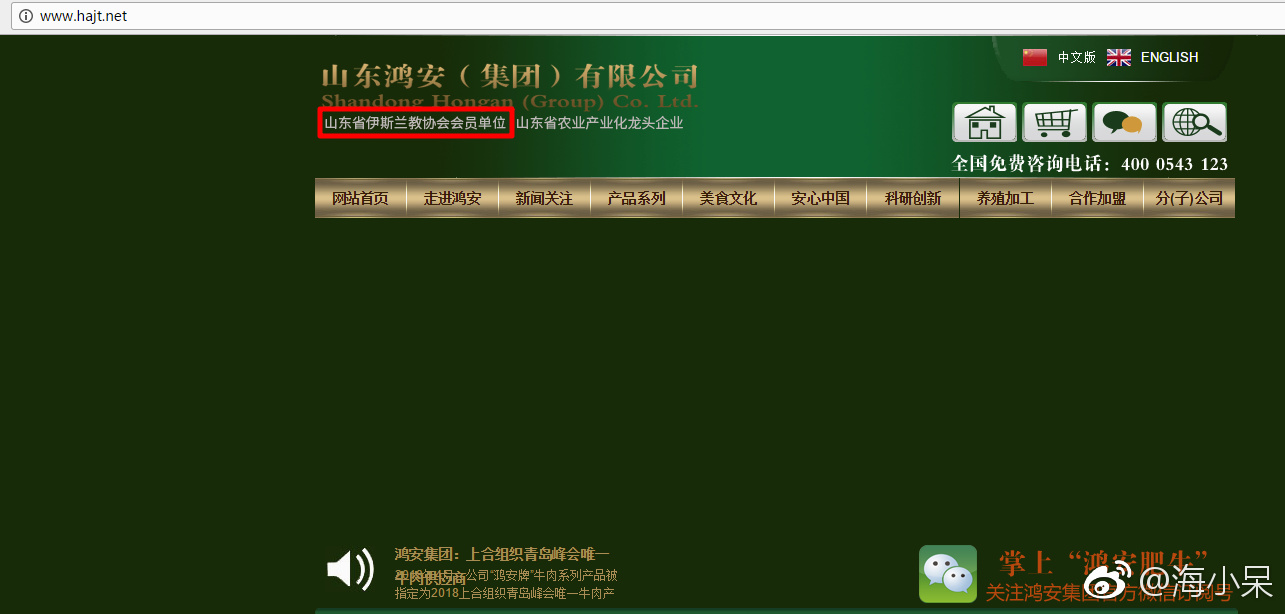 www.hajt.net
中文版 ENGLISH
山东鸿安（集团）有限公司
Shandong Hongan (Group) Co. Ltd.
山东省伊斯兰教协会会员单位 山东省农业产业化龙头企业
全国免费咨询电话：400 0543 123
网站首页 走进鸿安 新闻关注 产品系列 美食文化 安心中国 科研创新 养殖加工 合作加盟 分(子)公司
鸿安集团：上合组织青岛峰会唯一
牛肉供应商
公司“鸿安牌”牛肉系列产品被
指定为2018上合组织青岛峰会唯一牛肉产
掌上“鸿安肥牛”
关注鸿安集团官方微信订阅号
@海小呆